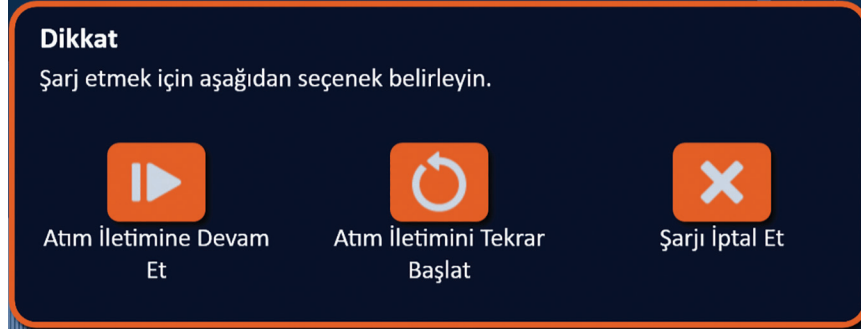 Dikkat
Şarj etmek için aşağıdan seçenek belirleyin.
Atım İletimine Devam
Et
Atım İletimini Tekrar
Başlat
Şarjı İptal Et